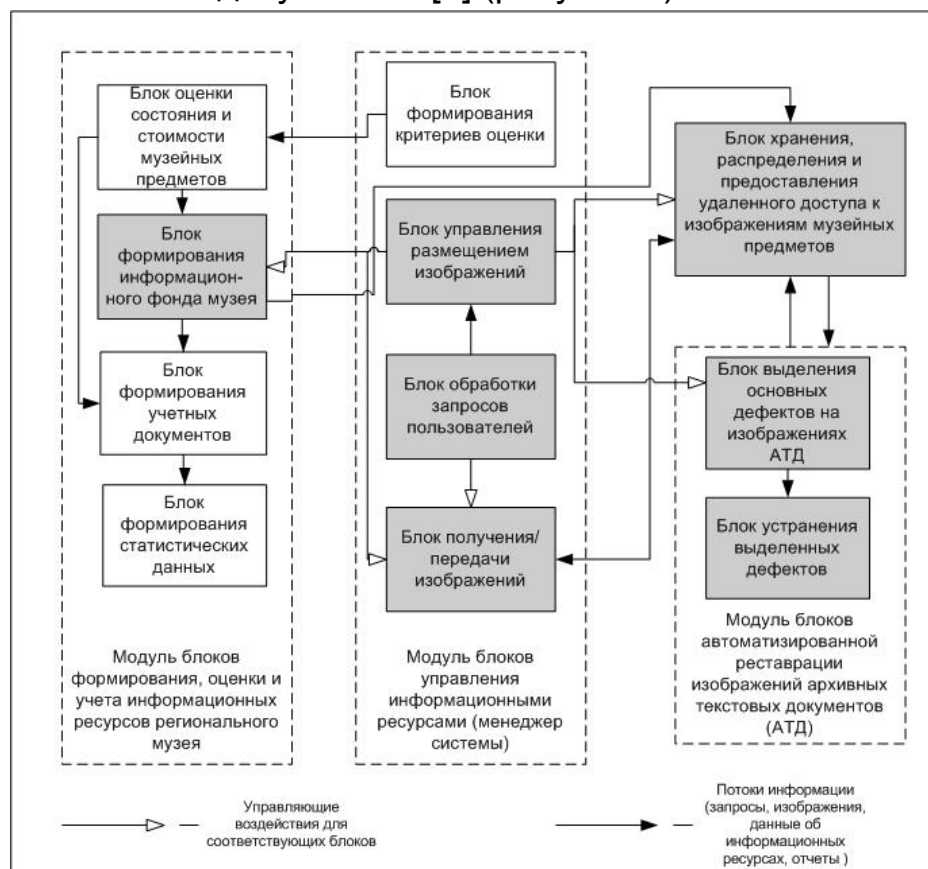 Блок оценки
состояния и
стоимости
музейных
предметов
Блок
формирования
информацион-
ного фонда музея
Блок
формирования
учетных
документов
Блок
формирования
статистических
данных
Модуль блоков
формирования, оценки и
учета информационных
ресурсов регионального
музея
Блок
формирования
критериев оценки
Блок управления
размещением
изображений
Блок обработки
запросов
пользователей
Блок получения/
передачи
изображений
Модуль блоков
управления
информационными
ресурсами (менеджер
системы)
Блок хранения,
распределения и
предоставления
удаленного доступа к
изображениям музейных
предметов
Блок выделения
основных
дефектов на
изображениях
АТД
Блок устранения
выделенных
дефектов
Модуль блоков
автоматизированной
реставрации
изображений архивных
текстовых документов
(АТД)
Управляющие
воздействия для
соответствующих блоков
Потоки информации
(запросы, изображения,
данные об
информационных
ресурсах, отчеты )